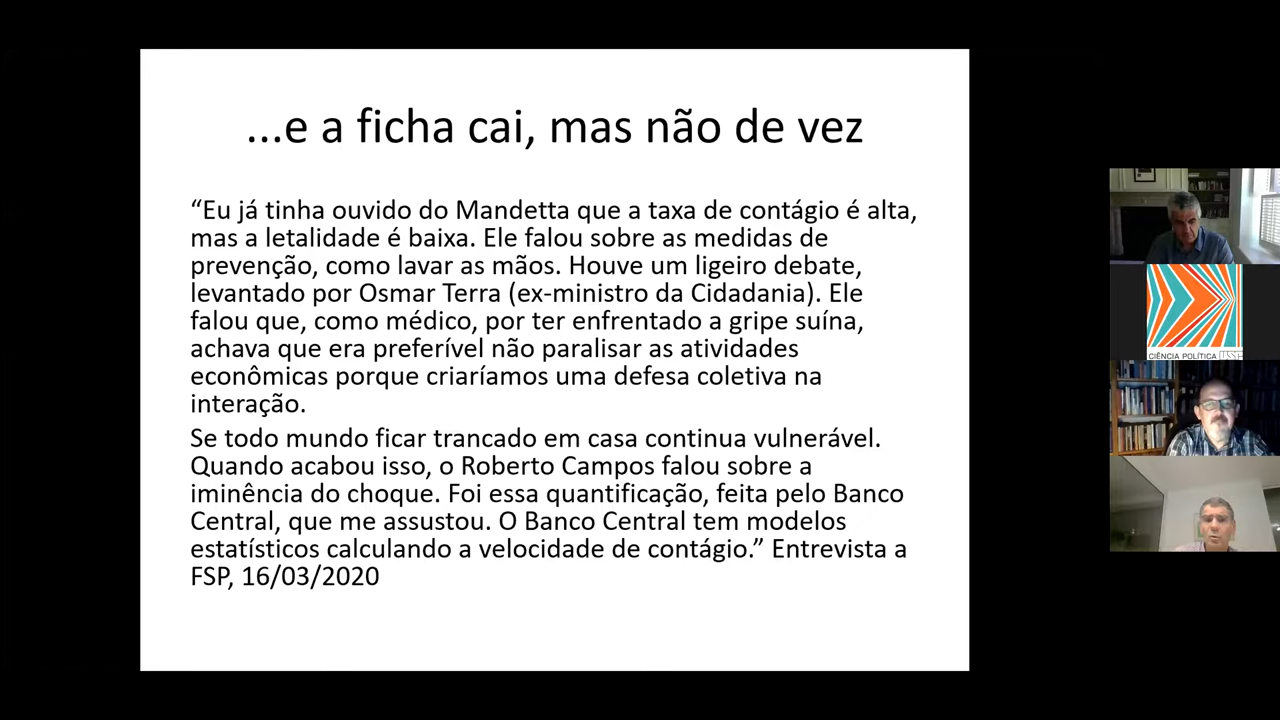 ...e a ficha cai, mas não de vez
“Eu já tinha ouvido do Mandetta que a taxa de contágio é alta,
mas a letalidade é baixa. Ele falou sobre as medidas de
prevenção, como lavar as mãos. Houve um ligeiro debate,
levantado por Osmar Terra (ex-ministro da Cidadania). Ele
falou que, como médico, por ter enfrentado a gripe suína,
achava que era preferível não paralisar as atividades
econômicas porque criaríamos uma defesa coletiva na
interação.
Se todo mundo ficar trancado em casa continua vulnerável.
Quando acabou isso, o Roberto Campos falou sobre a
iminência do choque. Foi essa quantificação, feita pelo Banco
Central, que me assustou. O Banco Central tem modelos
estatísticos calculando a velocidade de contágio.” Entrevista a
FSP, 16/03/2020
CIÊNCIA POLÍTICA USP